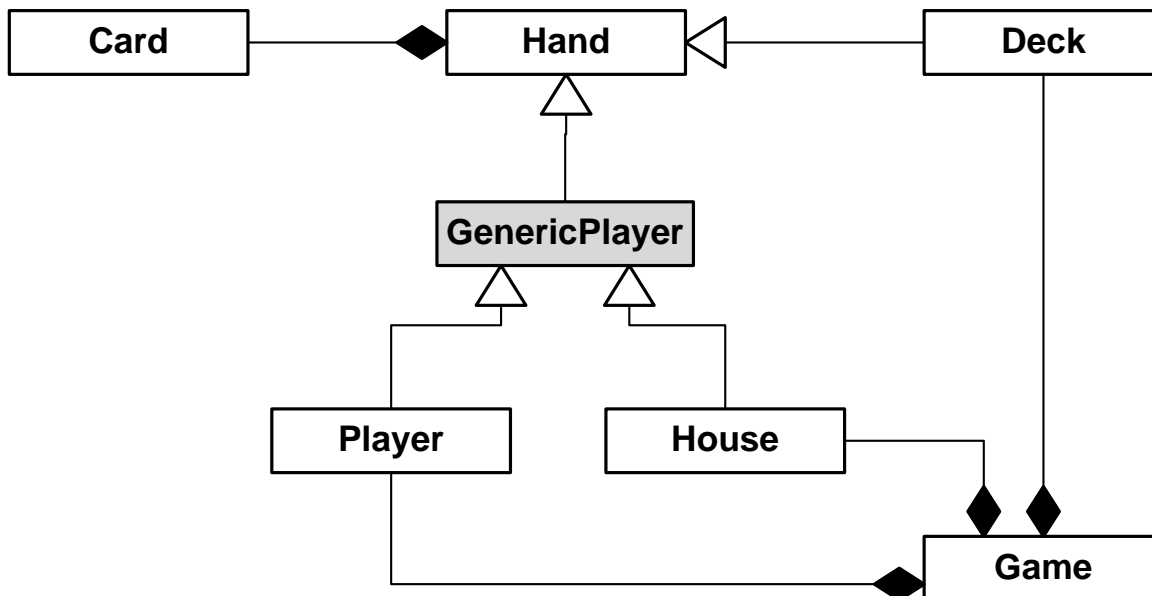 Card
Hand
Deck
GenericPlayer
Player
House
Game